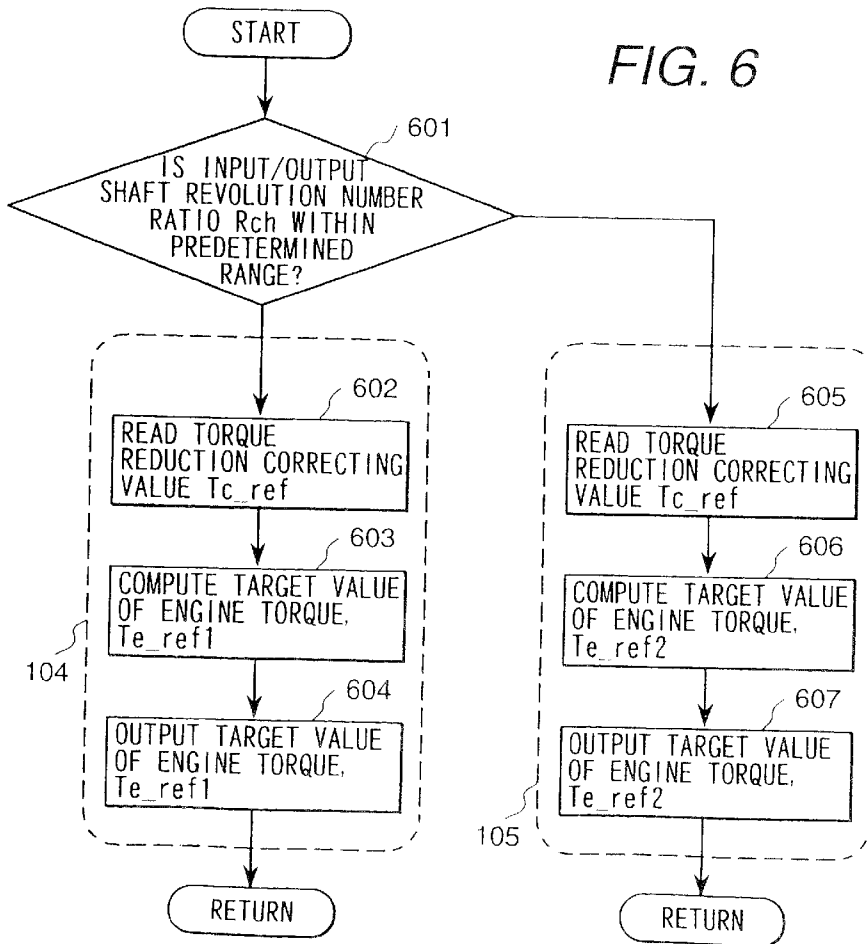 START
FIG. 6
601
IS INPUT/OUTPUT
SHAFT REVOLUTION NUMBER
RATIO Rch WITHIN
PREDETERMINED
RANGE?
602
READ TORQUE
REDUCTION CORRECTING
VALUE Tc_ref
603
COMPUTE TARGET VALUE
OF ENGINE TORQUE,
Te_ref1
104
604
OUTPUT TARGET VALUE
OF ENGINE TORQUE,
Te_ref1
RETURN
605
READ TORQUE
REDUCTION CORRECTING
VALUE Tc_ref
606
COMPUTE TARGET VALUE
OF ENGINE TORQUE,
Te_ref2
607
OUTPUT TARGET VALUE
OF ENGINE TORQUE,
Te_ref2
105
RETURN